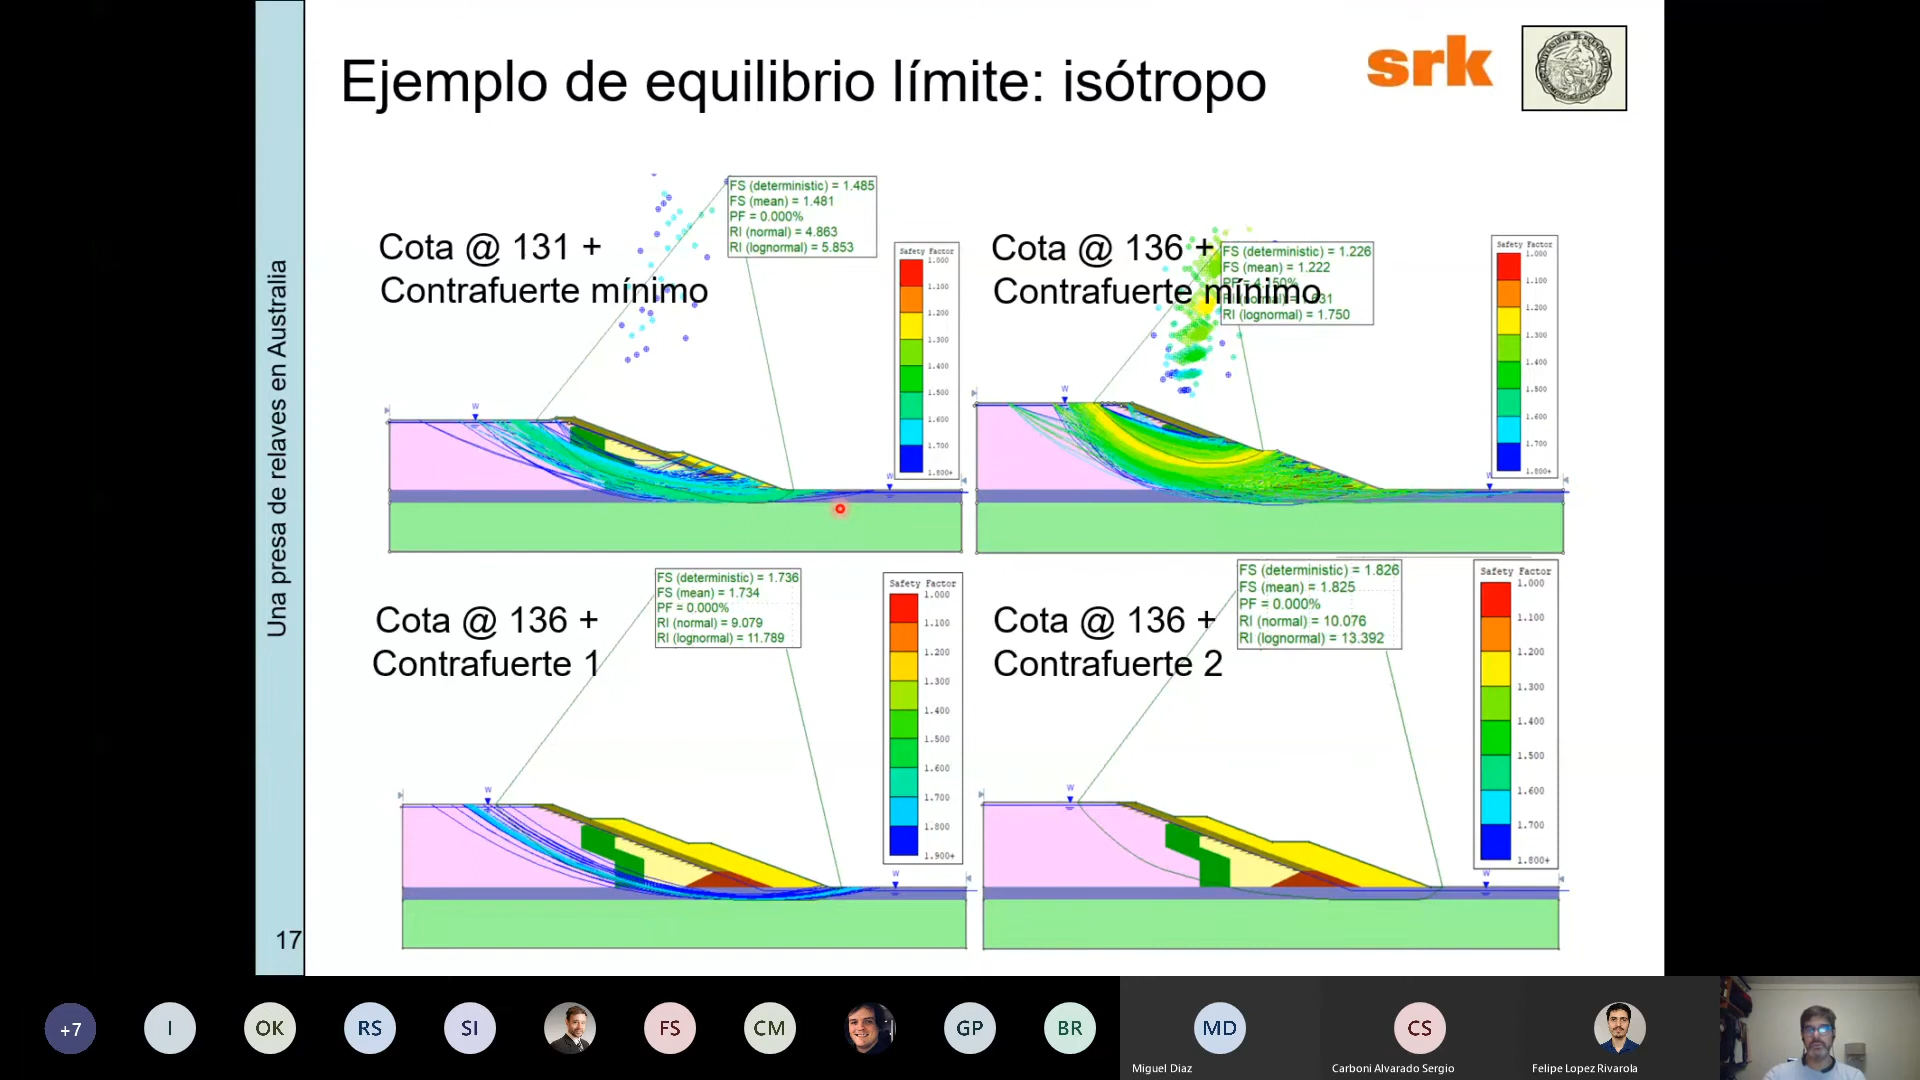 Ejemplo de equilibrio límite: isótropo
srk
Una presa de relaves en Australia
17
Cota @ 131 +
Contrafuerte mínimo
FS (deterministic) = 1.485
FS (mean) = 1.481
PF = 0.000%
RI (normal) = 4.863
RI (lognormal) = 5.853
Safety Factor
1.000
1.100
1.200
1.300
1.400
1.500
1.600
1.700
1.800+
W
W
Cota @ 136 +
Contrafuerte mínimo
FS (deterministic) = 1.226
FS (mean) = 1.222
PF = 4.150%
RI (normal) = 1.631
RI (lognormal) = 1.750
Safety Factor
1.000
1.100
1.200
1.300
1.400
1.500
1.600
1.700
1.800+
W
W
Cota @ 136 +
Contrafuerte 1
FS (deterministic) = 1.736
FS (mean) = 1.734
PF = 0.000%
RI (normal) = 9.079
RI (lognormal) = 11.789
Safety Factor
1.000
1.100
1.200
1.300
1.400
1.500
1.600
1.700
1.800
1.900+
W
W
Cota @ 136 +
Contrafuerte 2
FS (deterministic) = 1.826
FS (mean) = 1.825
PF = 0.000%
RI (normal) = 10.076
RI (lognormal) = 13.392
Safety Factor
1.000
1.100
1.200
1.300
1.400
1.500
1.600
1.700
1.800+
W
W
+7
I
OK
RS
SI
FS
CM
GP
BR
MD
Miguel Diaz
CS
Carboni Alvarado Sergio
Felipe Lopez Rivarola